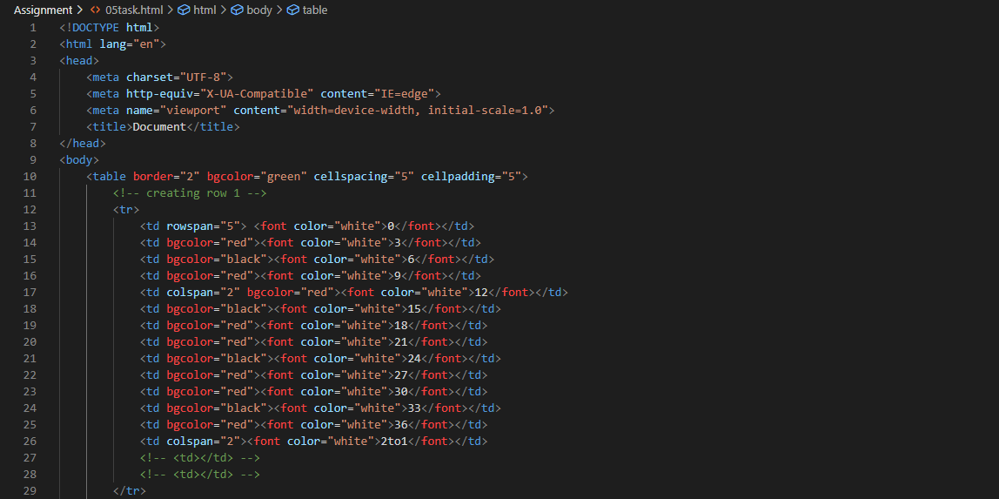 Assignment > <> 05task.html > html > body > table
1 <!DOCTYPE html>
2 <html lang="en">
3 <head>
4     <meta charset="UTF-8">
5     <meta http-equiv="X-UA-Compatible" content="IE=edge">
6     <meta name="viewport" content="width=device-width, initial-scale=1.0">
7     <title>Document</title>
8 </head>
9 <body>
10     <table border="2" bgcolor="green" cellspacing="5" cellpadding="5">
11         <!-- creating row 1 -->
12         <tr>
13             <td rowspan="5"> <font color="white">0</font></td>
14             <td bgcolor="red"><font color="white">3</font></td>
15             <td bgcolor="black"><font color="white">6</font></td>
16             <td bgcolor="red"><font color="white">9</font></td>
17             <td colspan="2" bgcolor="red"><font color="white">12</font></td>
18             <td bgcolor="black"><font color="white">15</font></td>
19             <td bgcolor="red"><font color="white">18</font></td>
20             <td bgcolor="red"><font color="white">21</font></td>
21             <td bgcolor="black"><font color="white">24</font></td>
22             <td bgcolor="red"><font color="white">27</font></td>
23             <td bgcolor="red"><font color="white">30</font></td>
24             <td bgcolor="black"><font color="white">33</font></td>
25             <td bgcolor="red"><font color="white">36</font></td>
26             <td colspan="2"><font color="white">2to1</font></td>
27             <!-- <td></td> -->
28             <!-- <td></td> -->
29         </tr>